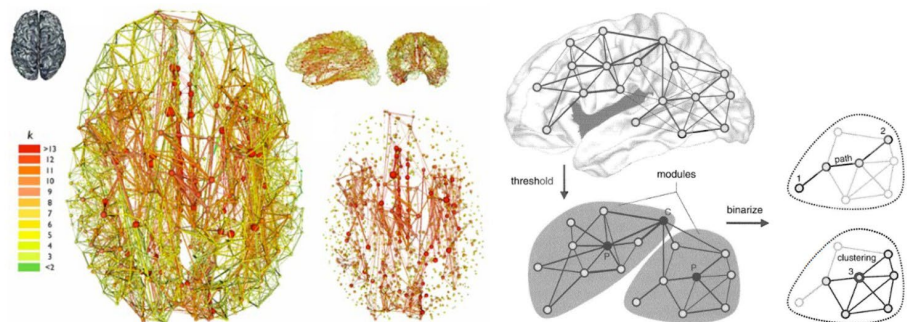 k
>13
12
11
10
9
8
7
6
5
4
3
<2
threshold
modules
C
P
P
binarize
1
path
2
clustering
3